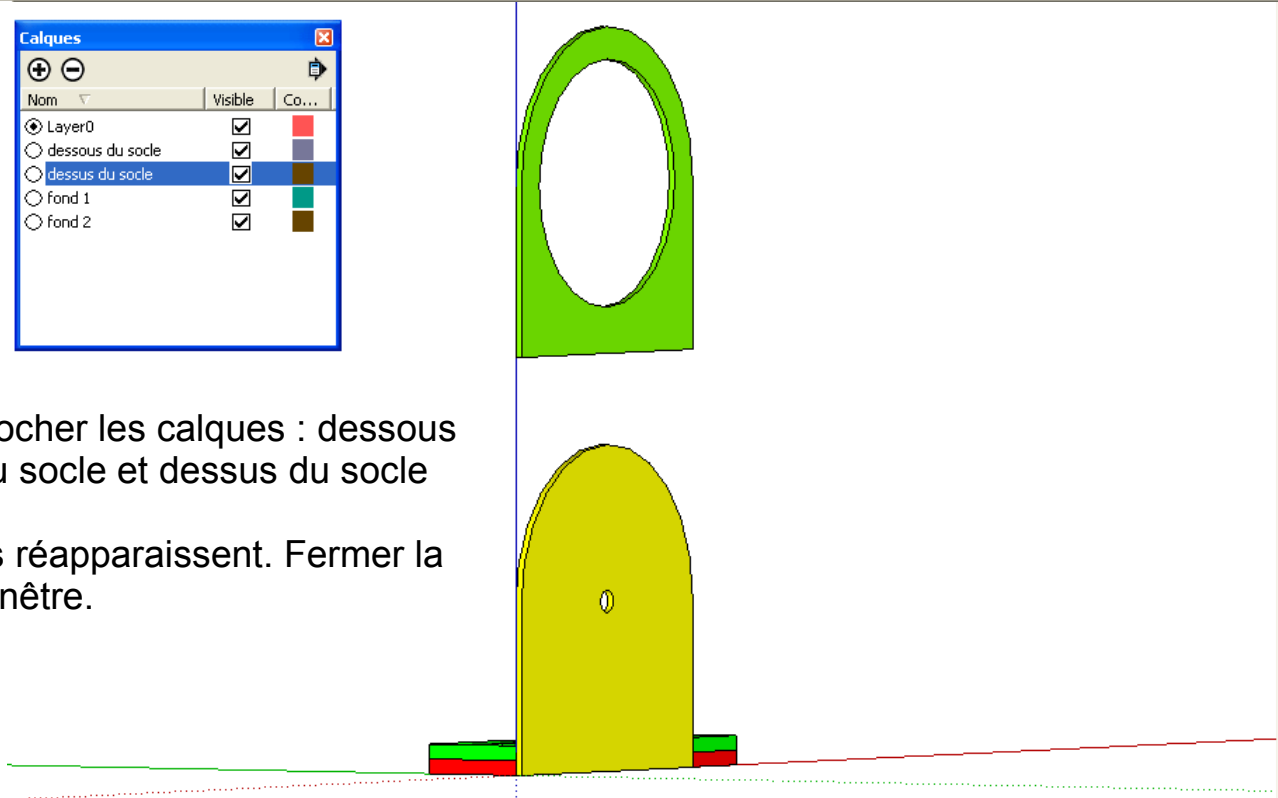 Calques
Nom Visible Co...
Layer0
dessous du socle
dessus du socle
fond 1
fond 2
ocher les calques : dessous
u socle et dessus du socle
s réapparaissent. Fermer la
nêtre.